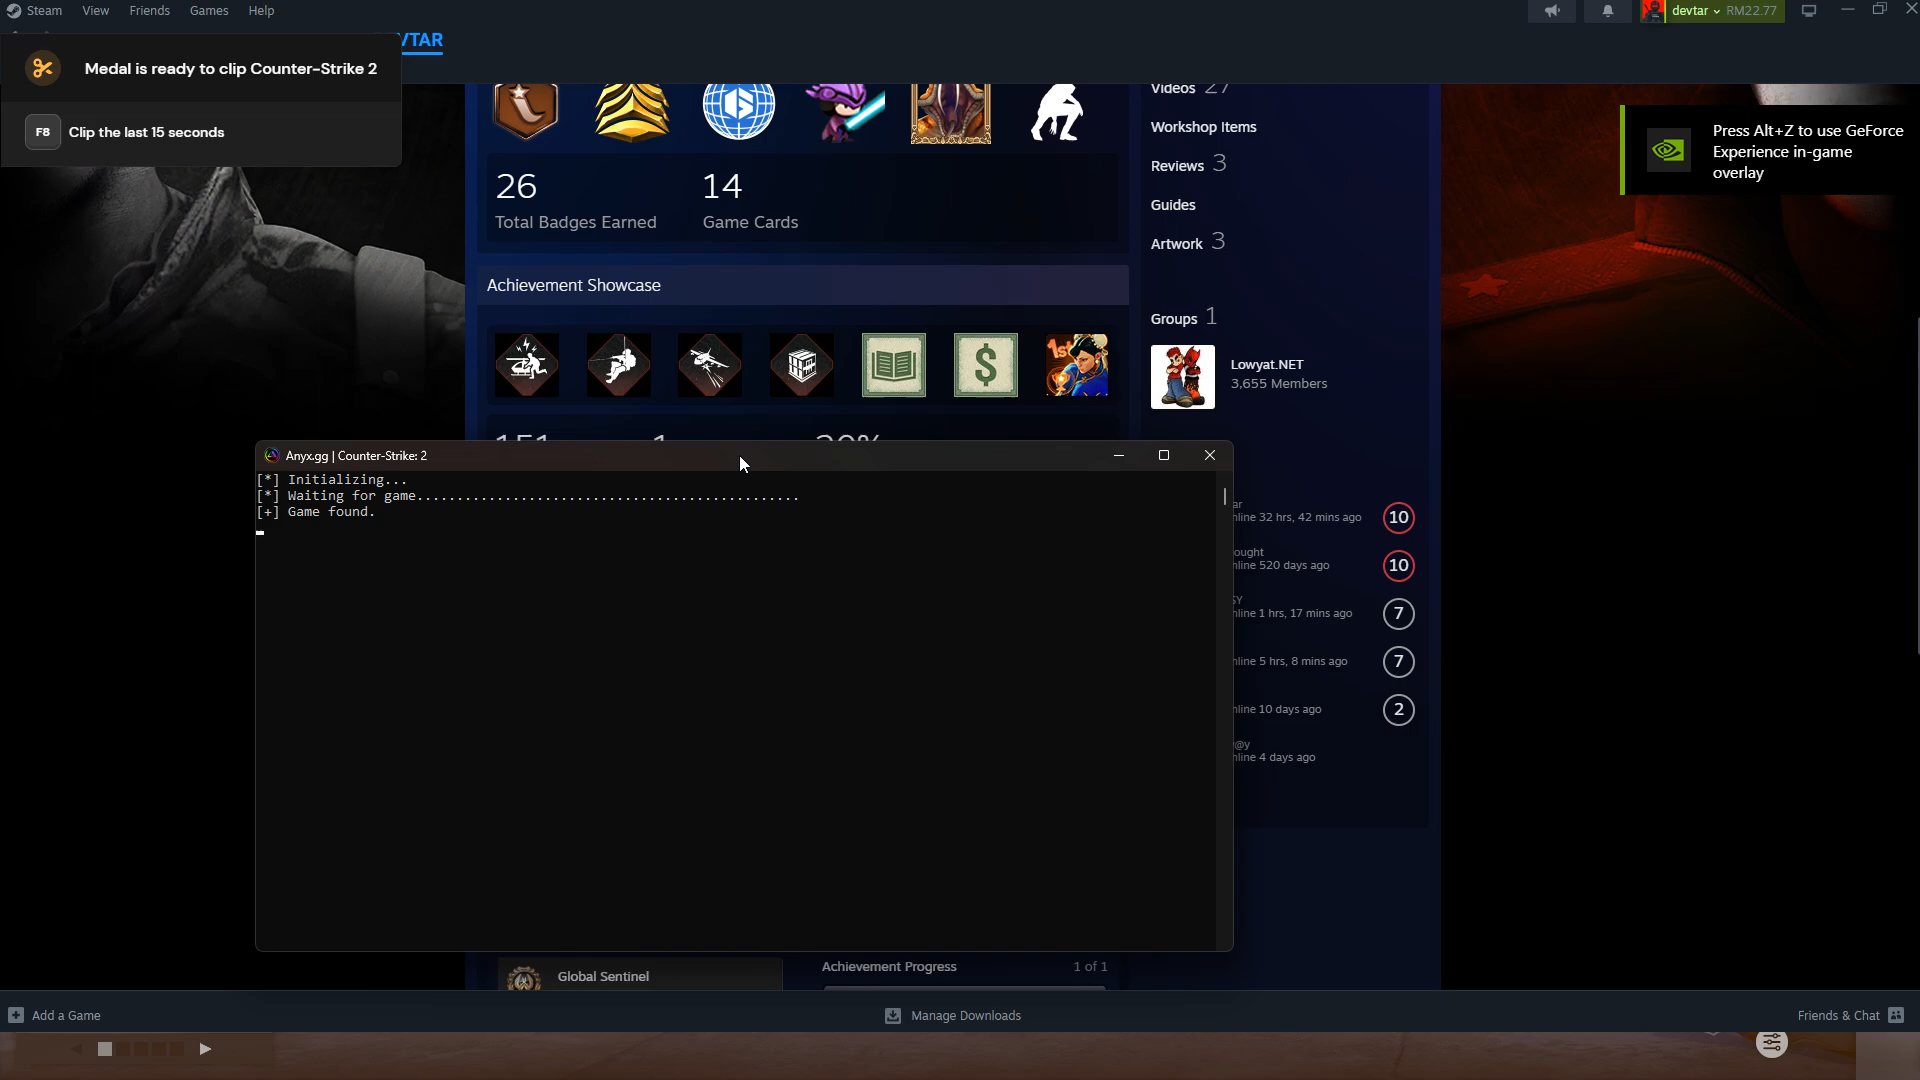 Steam View Friends Games Help
devtar RM22.77
VTAR
Medal is ready to clip Counter-Strike 2
F8 Clip the last 15 seconds
Press Alt+Z to use GeForce
Experience in-game
overlay
26
Total Badges Earned
14
Game Cards
Videos 27
Workshop Items
Reviews 3
Guides
Artwork 3
Achievement Showcase
Groups 1
Lowyat.NET
3,655 Members
Anyx.gg | Counter-Strike: 2
[*] Initializing...
[*] Waiting for game................................................
[+] Game found.
ar
nline 32 hrs, 42 mins ago 10
ought
nline 520 days ago 10
SY
nline 1 hrs, 17 mins ago 7
nline 5 hrs, 8 mins ago 7
nline 10 days ago 2
@y
nline 4 days ago
Global Sentinel
Achievement Progress 1 of 1
Add a Game
Manage Downloads
Friends & Chat